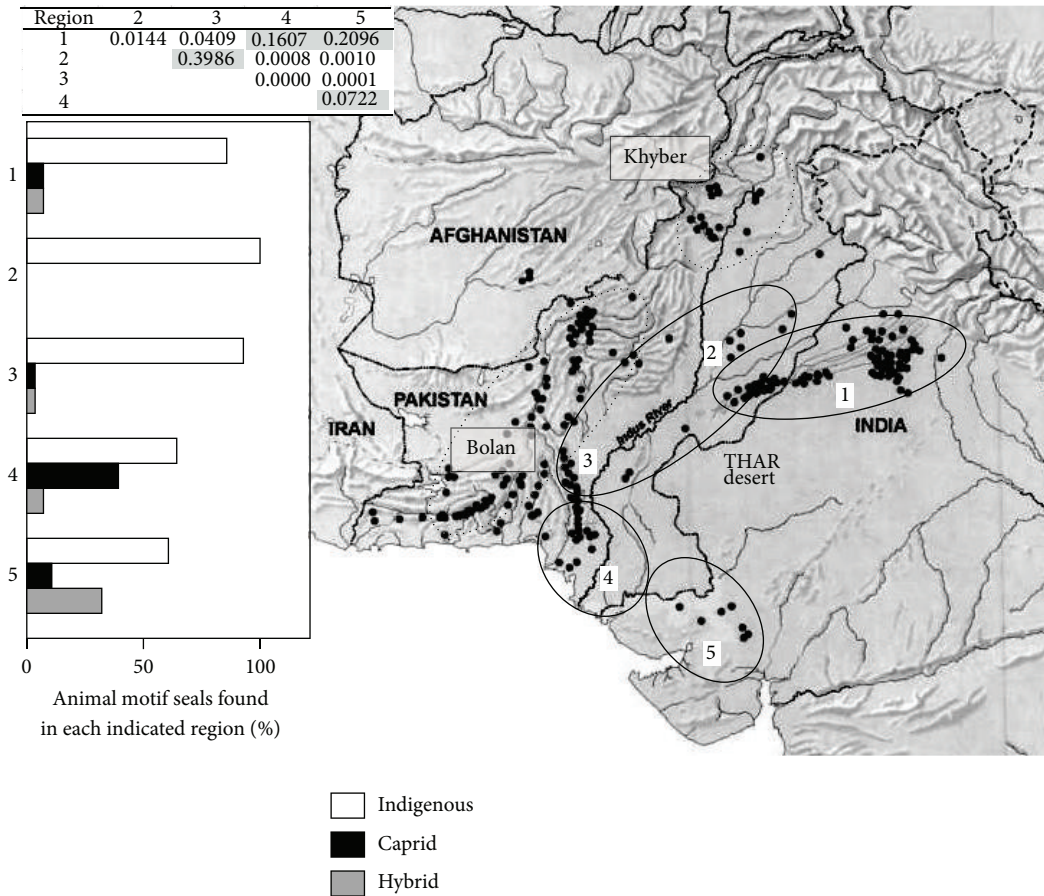 Region 2 3 4 5
1 0.0144 0.0409 0.1607 0.2096
2 0.3986 0.0008 0.0010
3 0.0000 0.0001
4 0.0722
1
2
3
4
5
0 50 100
Animal motif seals found
in each indicated region (%)
Khyber
AFGHANISTAN
2
1
PAKISTAN
INDIA
Indus River
IRAN
Bolan
3
THAR
desert
4
5
Indigenous
Caprid
Hybrid